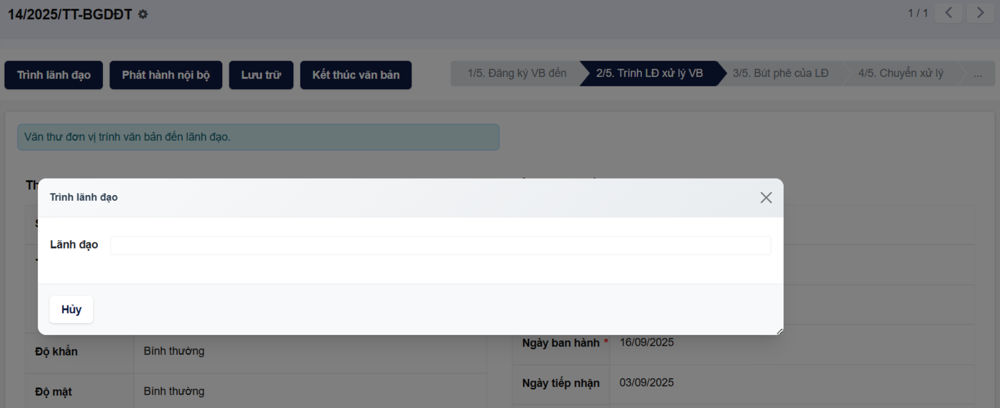 14/2025/TT-BGDĐT
1 / 1
Trình lãnh đạo
Phát hành nội bộ
Lưu trữ
Kết thúc văn bản
1/5. Đăng ký VB đến
2/5. Trình LĐ xử lý VB
3/5. Bút phê của LĐ
4/5. Chuyển xử lý
...
Văn thư đơn vị trình văn bản đến lãnh đạo.
Trình lãnh đạo
Lãnh đạo
Hủy
Độ khẩn
Bình thường
Ngày ban hành *
16/09/2025
Độ mật
Bình thường
Ngày tiếp nhận
03/09/2025